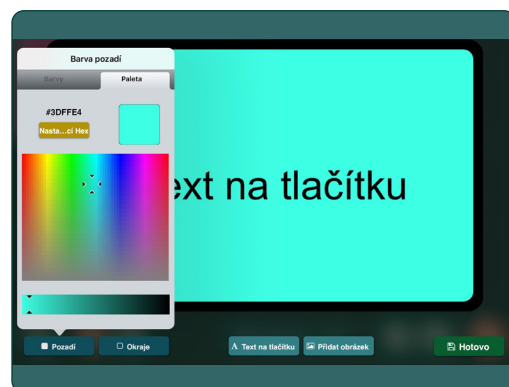 Barva pozadí
Barvy
Paleta
#3DFFE4
Nasta…cí Hex
ext na tlačítku
Pozadí
Okraje
A Text na tlačítku
Přidat obrázek
Hotovo